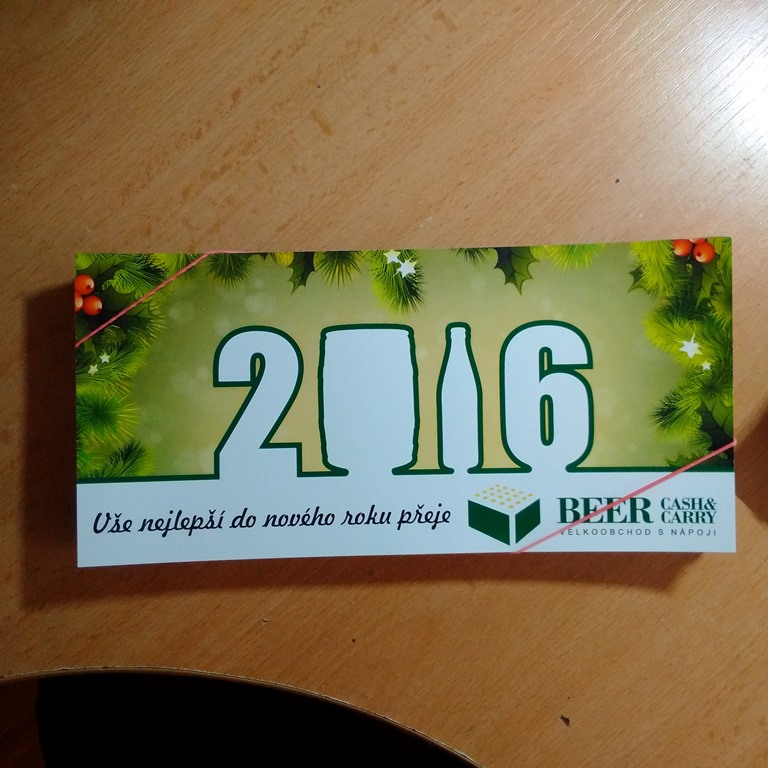 2016
Vše nejlepší do nového roku přeje
BEER CASH& CARRY
VELKOOBCHOD S NÁPOJI